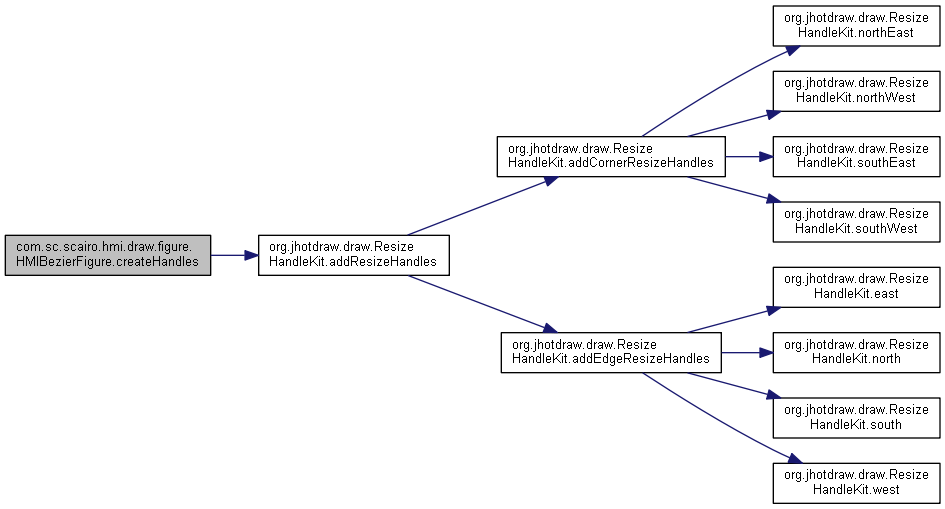 com.sc.scairo.hmi.draw.figure.
HMIBezierFigure.createHandles
org.jhotdraw.draw.Resize
HandleKit.addResizeHandles
org.jhotdraw.draw.Resize
HandleKit.addCornerResizeHandles
org.jhotdraw.draw.Resize
HandleKit.northEast
org.jhotdraw.draw.Resize
HandleKit.northWest
org.jhotdraw.draw.Resize
HandleKit.southEast
org.jhotdraw.draw.Resize
HandleKit.southWest
org.jhotdraw.draw.Resize
HandleKit.addEdgeResizeHandles
org.jhotdraw.draw.Resize
HandleKit.east
org.jhotdraw.draw.Resize
HandleKit.north
org.jhotdraw.draw.Resize
HandleKit.south
org.jhotdraw.draw.Resize
HandleKit.west